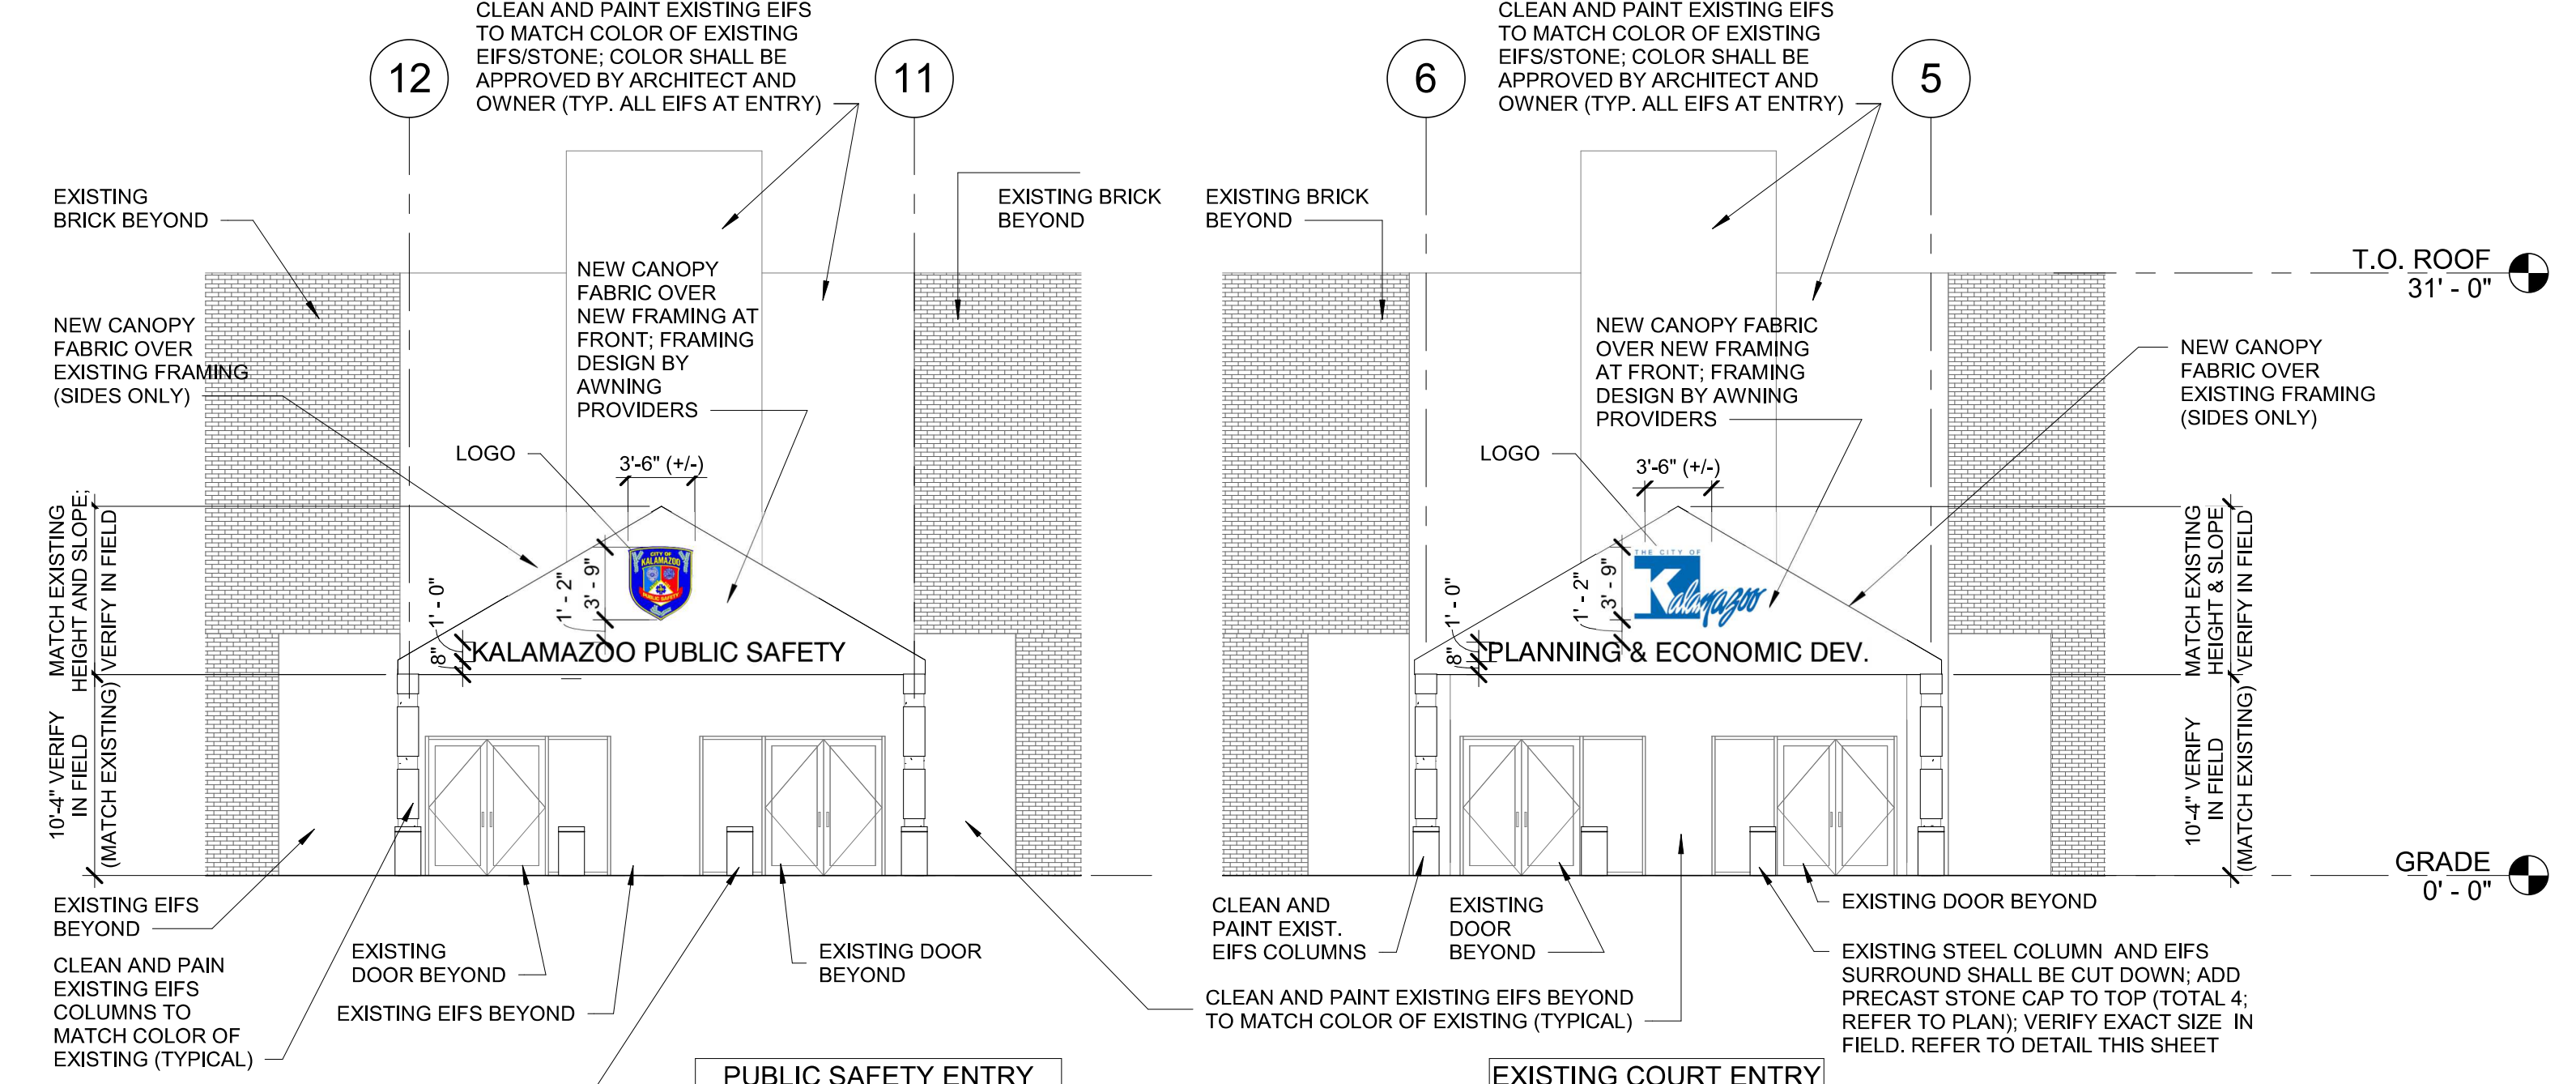 CLEAN AND PAINT EXISTING EIFS
TO MATCH COLOR OF EXISTING
EIFS/STONE; COLOR SHALL BE
APPROVED BY ARCHITECT AND
OWNER (TYP. ALL EIFS AT ENTRY)
12
11
EXISTING
BRICK BEYOND
EXISTING BRICK
BEYOND
NEW CANOPY
FABRIC OVER
NEW FRAMING AT
FRONT; FRAMING
DESIGN BY
AWNING
PROVIDERS
NEW CANOPY
FABRIC OVER
EXISTING FRAMING
(SIDES ONLY)
LOGO
3'-6" (+/-)
MATCH EXISTING
HEIGHT AND SLOPE;
VERIFY IN FIELD
1' - 0"
8"
1' - 2"
3' - 9"
CITY OF
KALAMAZOO
PUBLIC SAFETY
KALAMAZOO PUBLIC SAFETY
10'-4" VERIFY
IN FIELD
(MATCH EXISTING)
EXISTING EIFS
BEYOND
CLEAN AND PAIN
EXISTING EIFS
COLUMNS TO
MATCH COLOR OF
EXISTING (TYPICAL)
EXISTING
DOOR BEYOND
EXISTING EIFS BEYOND
EXISTING DOOR
BEYOND
PUBLIC SAFETY ENTRY
CLEAN AND PAINT EXISTING EIFS
TO MATCH COLOR OF EXISTING
EIFS/STONE; COLOR SHALL BE
APPROVED BY ARCHITECT AND
OWNER (TYP. ALL EIFS AT ENTRY)
6
5
EXISTING BRICK
BEYOND
T.O. ROOF
31' - 0"
NEW CANOPY FABRIC
OVER NEW FRAMING
AT FRONT; FRAMING
DESIGN BY AWNING
PROVIDERS
NEW CANOPY
FABRIC OVER
EXISTING FRAMING
(SIDES ONLY)
LOGO
3'-6" (+/-)
THE CITY OF
Kalamazoo
1' - 0"
8"
1' - 2"
3' - 9"
PLANNING & ECONOMIC DEV.
MATCH EXISTING
HEIGHT & SLOPE;
VERIFY IN FIELD
10'-4" VERIFY
IN FIELD
(MATCH EXISTING)
GRADE
0' - 0"
CLEAN AND
PAINT EXIST.
EIFS COLUMNS
EXISTING
DOOR
BEYOND
EXISTING DOOR BEYOND
CLEAN AND PAINT EXISTING EIFS BEYOND
TO MATCH COLOR OF EXISTING (TYPICAL)
EXISTING STEEL COLUMN AND EIFS
SURROUND SHALL BE CUT DOWN; ADD
PRECAST STONE CAP TO TOP (TOTAL 4;
REFER TO PLAN); VERIFY EXACT SIZE IN
FIELD. REFER TO DETAIL THIS SHEET
EXISTING COURT ENTRY